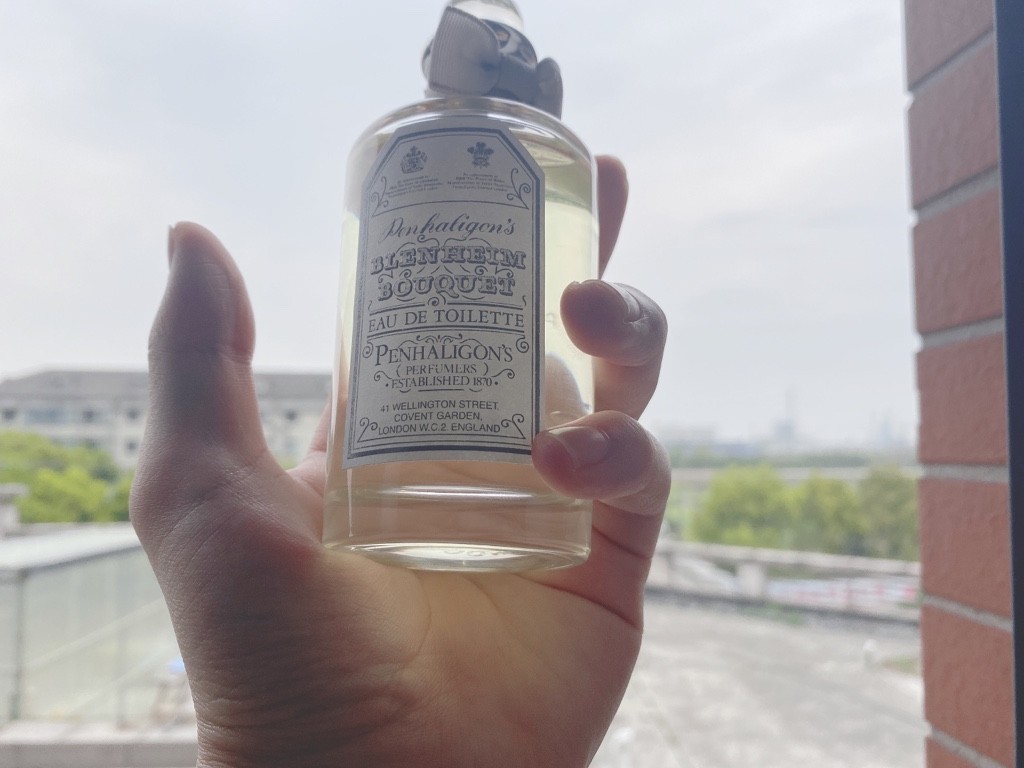 Penhaligon's
BLENHEIM
BOUQUET
EAU DE TOILETTE
PENHALIGON'S
( PERFUMERS )
• ESTABLISHED 1870 •
41 WELLINGTON STREET,
COVENT GARDEN,
LONDON W.C.2 ENGLAND